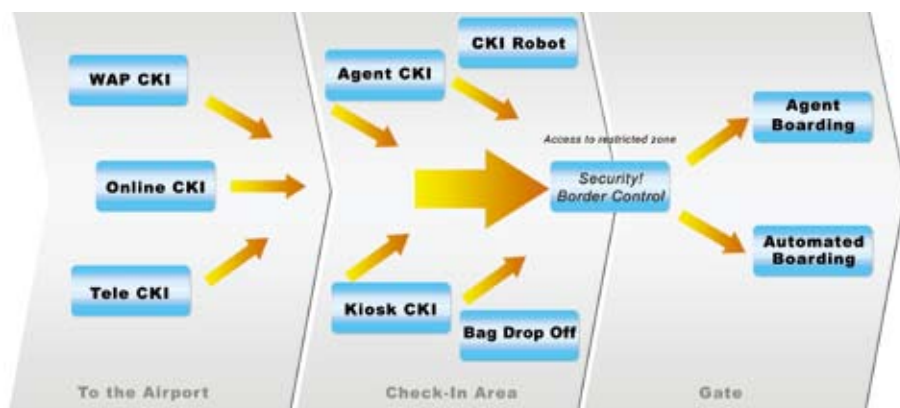 WAP CKI
Online CKI
Tele CKI
To the Airport
CKI Robot
Agent CKI
Kiosk CKI
Bag Drop Off
Check-In Area
Access to restricted zone
Security!
Border Control
Agent
Boarding
Automated
Boarding
Gate